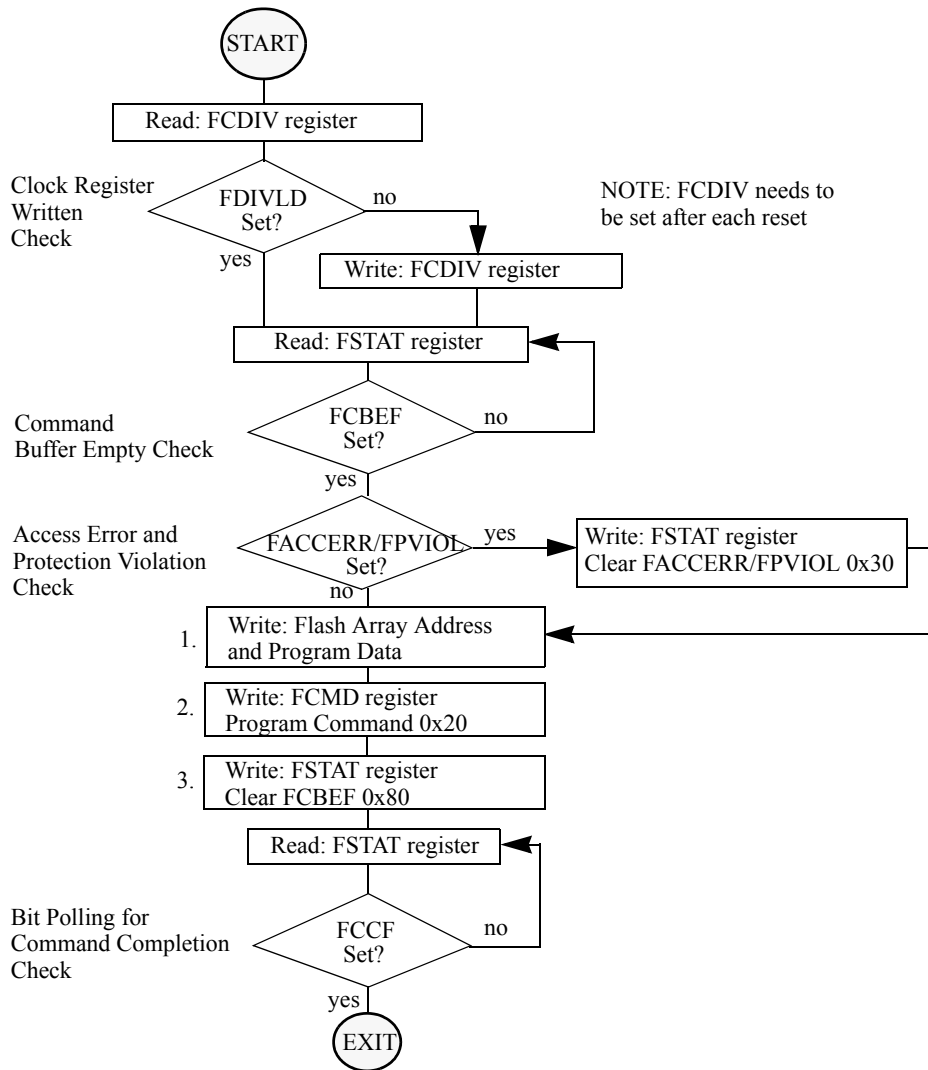 START
Read: FCDIV register
Clock Register
Written
Check
FDIVLD
Set?
no
yes
NOTE: FCDIV needs to
be set after each reset
Write: FCDIV register
Read: FSTAT register
Command
Buffer Empty Check
FCBEF
Set?
no
yes
Access Error and
Protection Violation
Check
FACCERR/FPVIOL
Set?
yes
no
Write: FSTAT register
Clear FACCERR/FPVIOL 0x30
1.
Write: Flash Array Address
and Program Data
2.
Write: FCMD register
Program Command 0x20
3.
Write: FSTAT register
Clear FCBEF 0x80
Read: FSTAT register
Bit Polling for
Command Completion
Check
FCCF
Set?
no
yes
EXIT